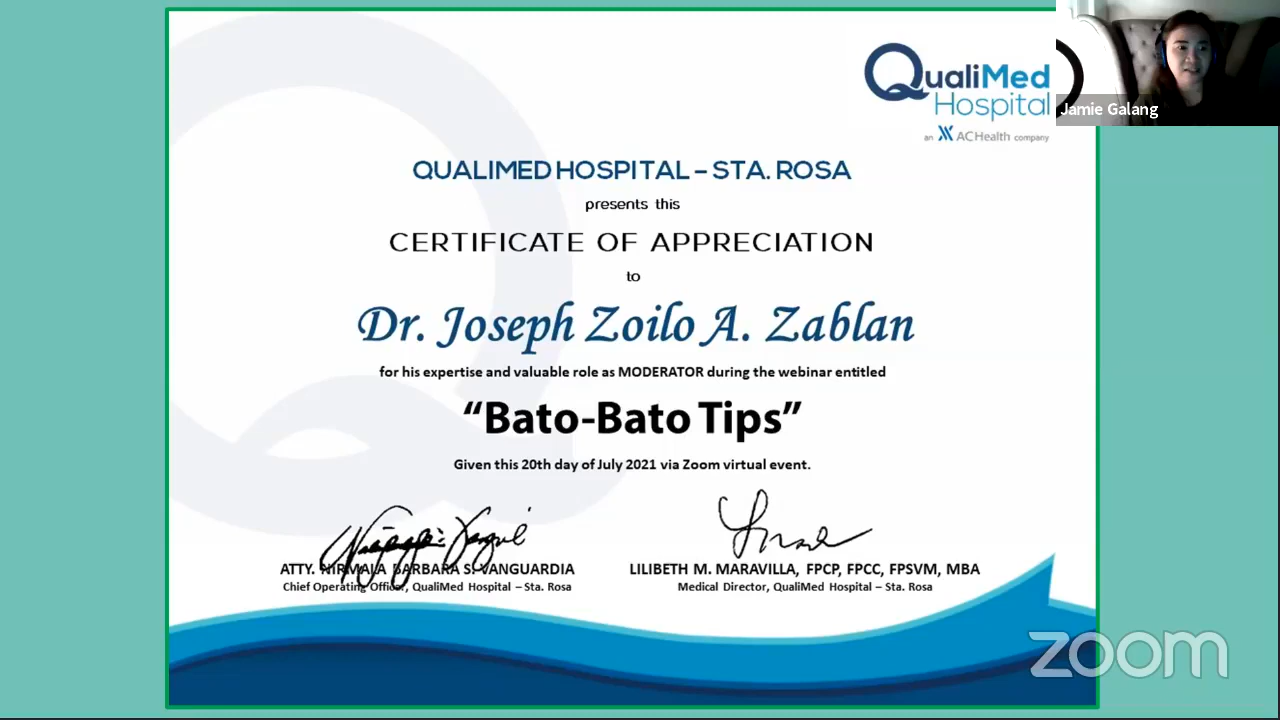 QualiMed
Hospital
an ACHealth company
Jamie Galang
QUALIMED HOSPITAL – STA. ROSA
presents this
CERTIFICATE OF APPRECIATION
to
Dr. Joseph Zoilo A. Zablan
for his expertise and valuable role as MODERATOR during the webinar entitled
“Bato-Bato Tips”
Given this 20th day of July 2021 via Zoom virtual event.
ATTY. NIRMALA BARBARA S. VANGUARDIA
Chief Operating Officer, QualiMed Hospital – Sta. Rosa
LILIBETH M. MARAVILLA, FPCP, FPCC, FPSVM, MBA
Medical Director, QualiMed Hospital – Sta. Rosa
zoom